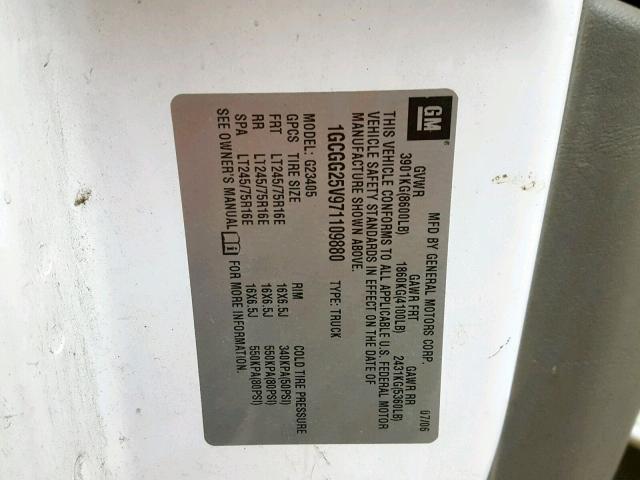 GM
MFD BY GENERAL MOTORS CORP. 07/06
GVWR GAWR FRT GAWR RR
3901KG(8600LB) 1860KG(4100LB) 2431KG(5360LB)
THIS VEHICLE CONFORMS TO ALL APPLICABLE U.S. FEDERAL MOTOR
VEHICLE SAFETY STANDARDS IN EFFECT ON THE DATE OF
MANUFACTURE SHOWN ABOVE.
1GCGG25V971109880 TYPE: TRUCK
MODEL: G23405
GPCS TIRE SIZE RIM COLD TIRE PRESSURE
FRT LT245/75R16E 16X6.5J 340KPA(50PSI)
RR LT245/75R16E 16X6.5J 550KPA(80PSI)
SPA LT245/75R16E 16X6.5J 550KPA(80PSI)
SEE OWNER'S MANUAL FOR MORE INFORMATION.